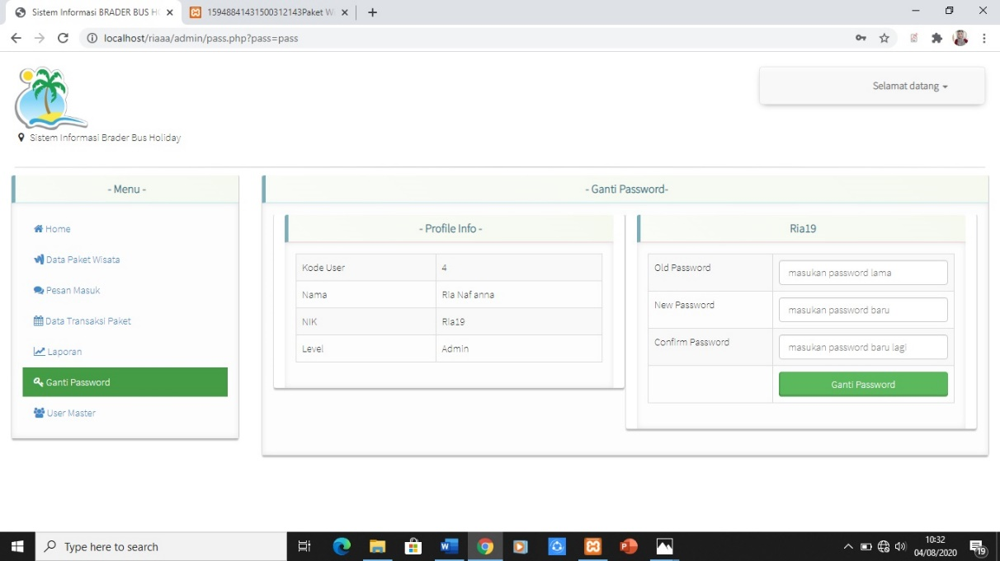 Sistem Informasi BRADER BUS H
15948841431500312143Paket W
localhost/riaaa/admin/pass.php?pass=pass
Selamat datang
Sistem Informasi Brader Bus Holiday
- Menu -
Home
Data Paket Wisata
Pesan Masuk
Data Transaksi Paket
Laporan
Ganti Password
User Master
- Ganti Password-
- Profile Info -
Kode User 4
Nama Ria Naf anna
NIK Ria19
Level Admin
Ria19
Old Password masukan password lama
New Password masukan password baru
Confirm Password masukan password baru lagi
Ganti Password
Type here to search
10:32
04/08/2020
19